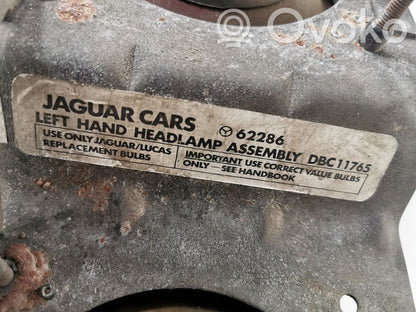 Ovoko
JAGUAR CARS 62286
LEFT HAND HEADLAMP ASSEMBLY DBC11765
USE ONLY JAGUAR/LUCAS
REPLACEMENT BULBS
IMPORTANT USE CORRECT VALUE BULBS
ONLY — SEE HANDBOOK